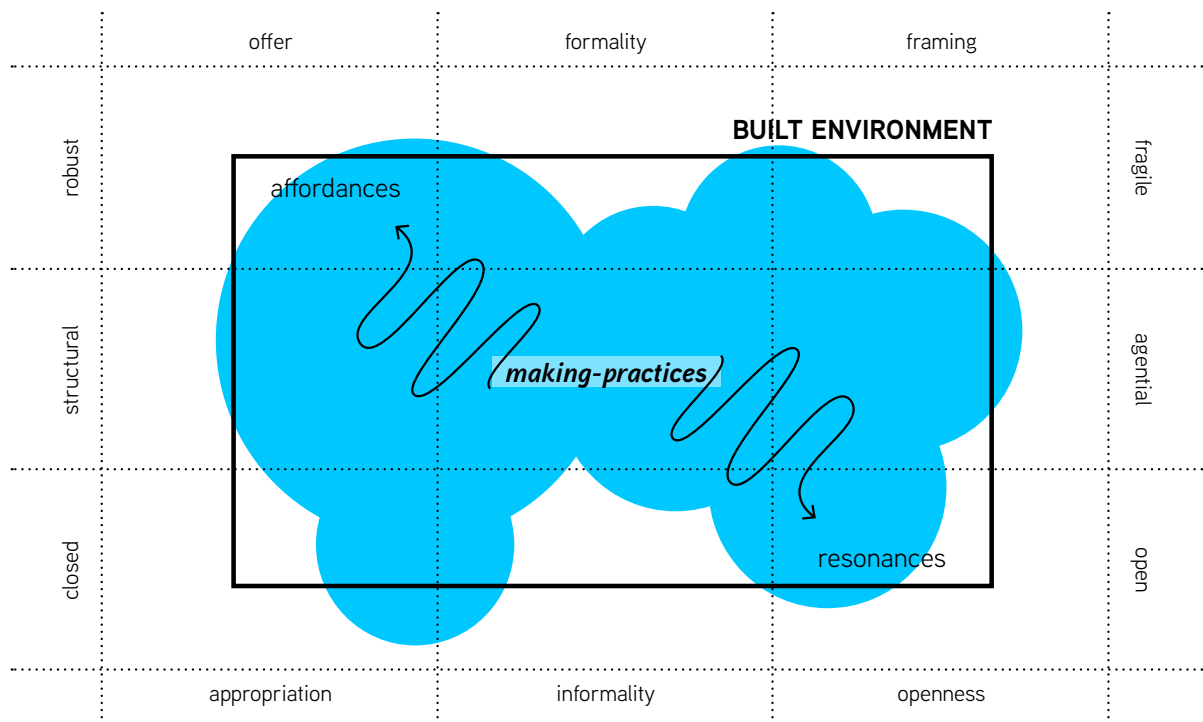 offer
formality
framing
BUILT ENVIRONMENT
robust
fragile
affordances
structural
making-practices
agential
closed
resonances
open
appropriation
informality
openness